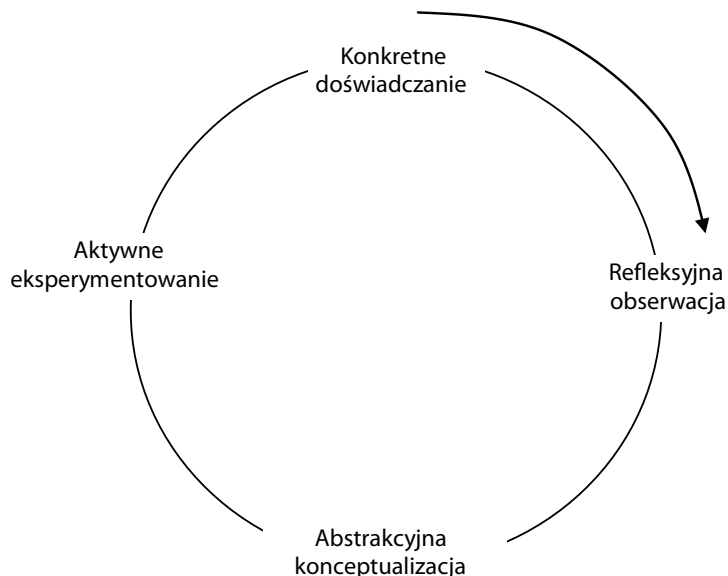 Konkretne
doświadczanie
Refleksyjna
obserwacja
Abstrakcyjna
konceptualizacja
Aktywne
eksperymentowanie